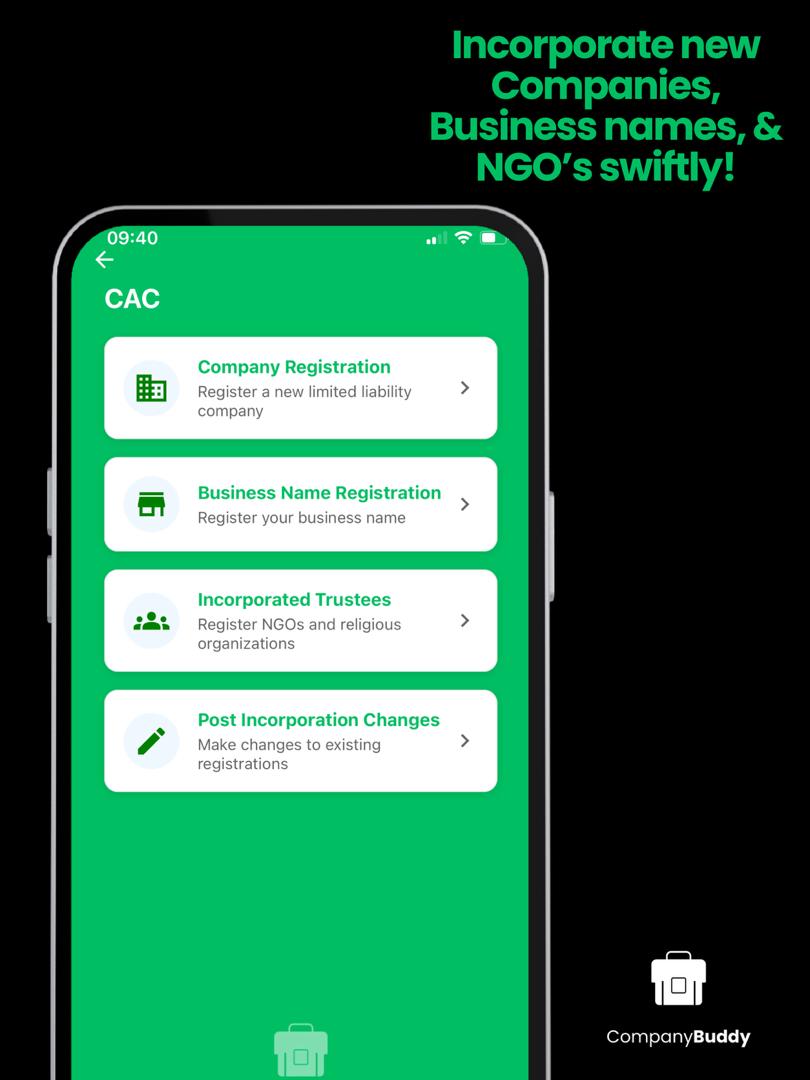 Incorporate new
Companies,
Business names, &
NGO’s swiftly!
09:40
CAC
Company Registration
Register a new limited liability
company
Business Name Registration
Register your business name
Incorporated Trustees
Register NGOs and religious
organizations
Post Incorporation Changes
Make changes to existing
registrations
CompanyBuddy